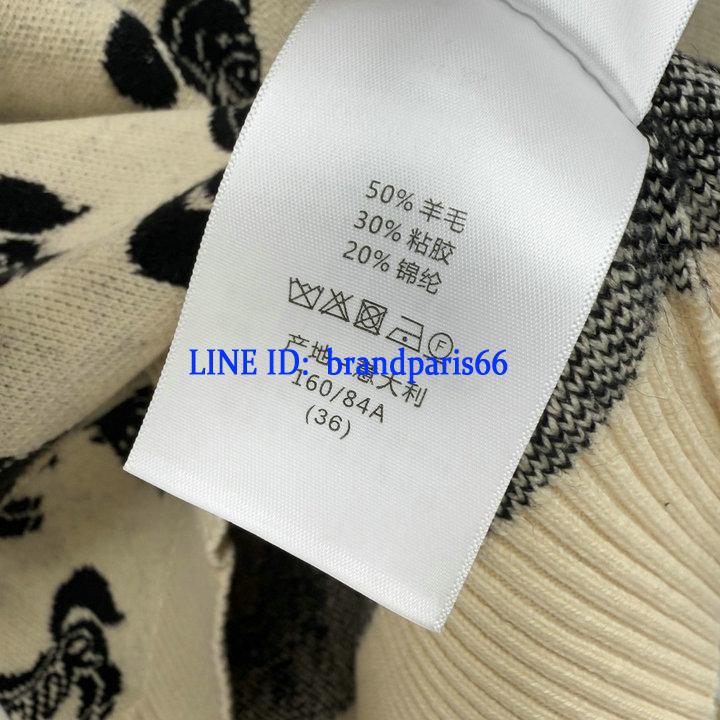 50% 羊毛
30% 粘胶
20% 锦纶
F
LINE ID: brandparis66
产地 意大利
160/84A
(36)